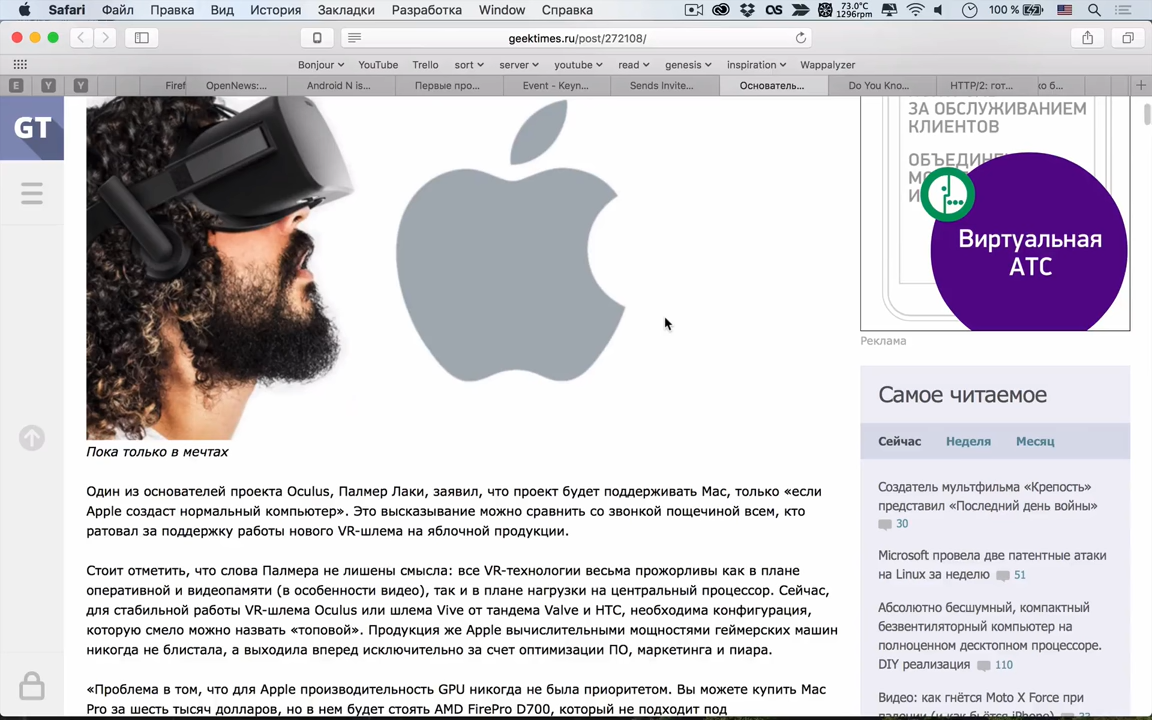 Safari Файл Правка Вид История Закладки Разработка Window Справка 73.0°C 1296rpm 100 %
geektimes.ru/post/272108/
Bonjour YouTube Trello sort server youtube read genesis inspiration Wappalyzer
E Y Y Firef OpenNews:... Android N is... Первые про... Event - Keyn... Sends Invite... Основатель... Do You Kno... HTTP/2: гот... ко б...
GT
ЗА ОБСЛУЖИВАНИЕМ
КЛИЕНТОВ
Виртуальная
АТС
Реклама
Пока только в мечтах
Один из основателей проекта Oculus, Палмер Лаки, заявил, что проект будет поддерживать Mac, только «если
Apple создаст нормальный компьютер». Это высказывание можно сравнить со звонкой пощечиной всем, кто
ратовал за поддержку работы нового VR-шлема на яблочной продукции.
Стоит отметить, что слова Палмера не лишены смысла: все VR-технологии весьма прожорливы как в плане
оперативной и видеопамяти (в особенности видео), так и в плане нагрузки на центральный процессор. Сейчас,
для стабильной работы VR-шлема Oculus или шлема Vive от тандема Valve и HTC, необходима конфигурация,
которую смело можно назвать «топовой». Продукция же Apple вычислительными мощностями геймерских машин
никогда не блистала, а выходила вперед исключительно за счет оптимизации ПО, маркетинга и пиара.
«Проблема в том, что для Apple производительность GPU никогда не была приоритетом. Вы можете купить Mac
Pro за шесть тысяч долларов, но в нем будет стоять AMD FirePro D700, который не подходит под
Самое читаемое
Сейчас Неделя Месяц
Создатель мультфильма «Крепость»
представил «Последний день войны»
30
Microsoft провела две патентные атаки
на Linux за неделю 51
Абсолютно бесшумный, компактный
безвентиляторный компьютер на
полноценном десктопном процессоре.
DIY реализация 110
Видео: как гнётся Moto X Force при